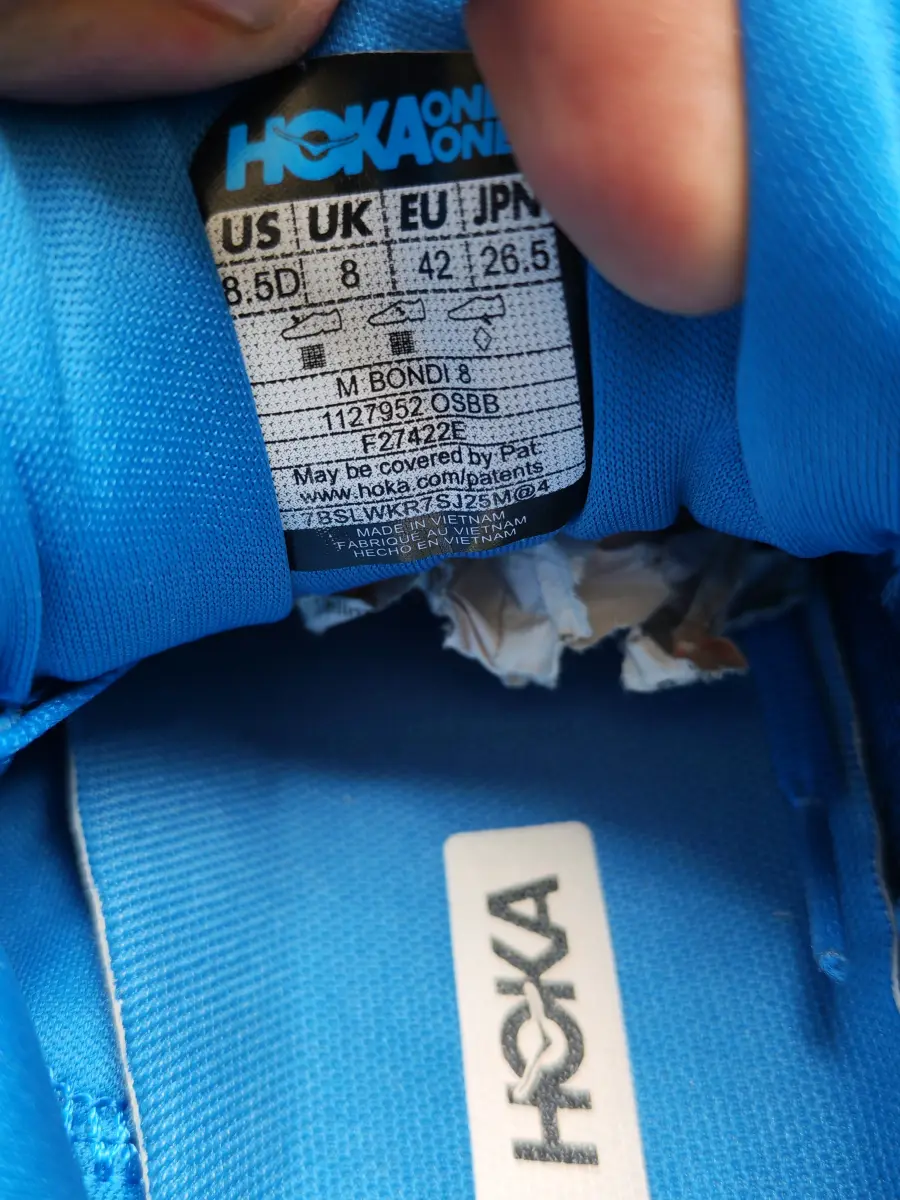 HOKA ONE ONE
US UK EU JPN
8.5D 8 42 26.5
M BONDI 8
1127952 OSBB
F27422E
May be covered by Pat.
www.hoka.com/patents
7BSLWKR7SJ25M@4
MADE IN VIETNAM
FABRIQUÉ AU VIETNAM
HECHO EN VIETNAM
HOKA